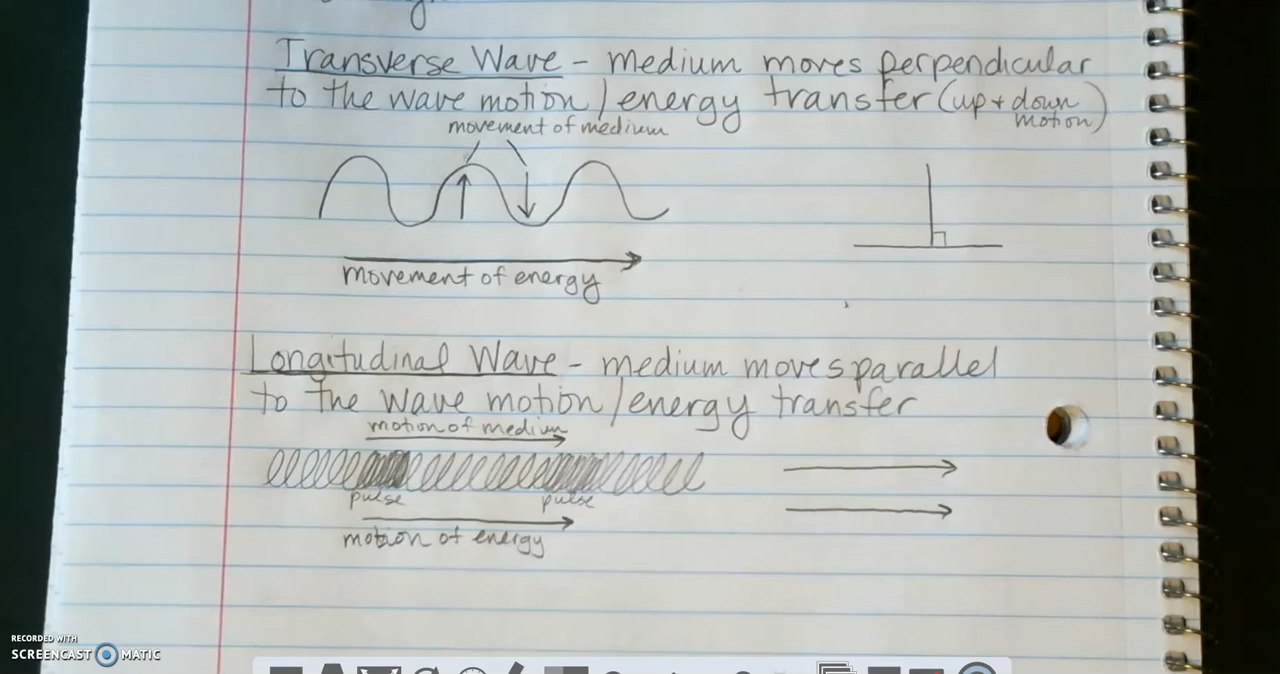 Transverse Wave - medium moves perpendicular
to the wave motion/energy transfer (up + down
motion)
movement of medium
movement of energy
Longitudinal Wave - medium moves parallel
to the wave motion/energy transfer
motion of medium
pulse pulse
motion of energy
RECORDED WITH
SCREENCAST MATIC